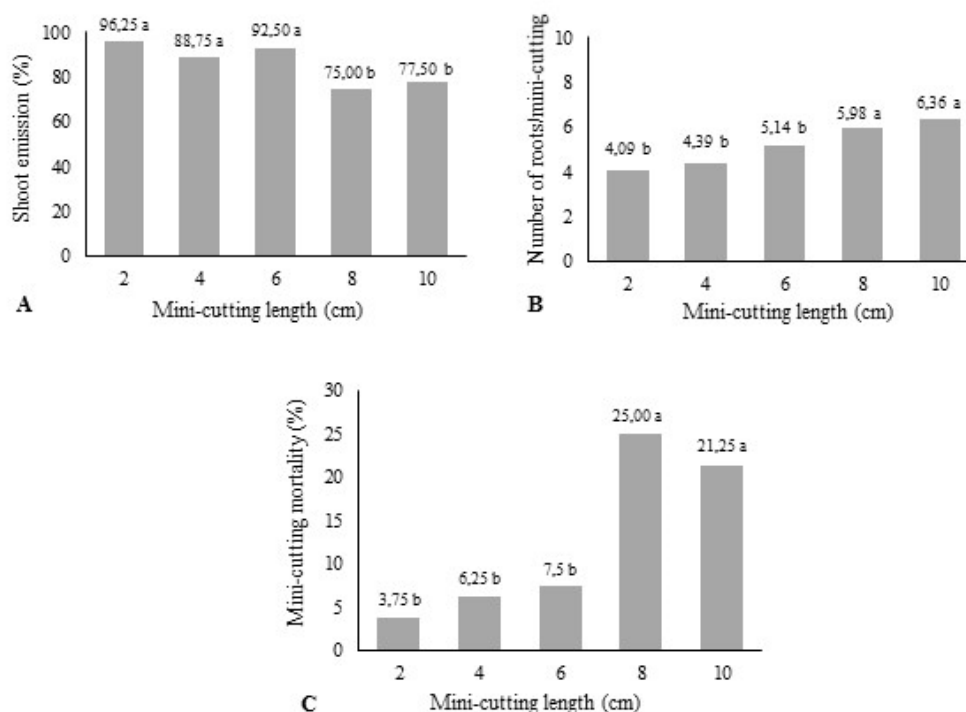 Shoot emission (%)
100
80
60
40
20
0
96,25 a
88,75 a
92,50 a
75,00 b
77,50 b
2
4
6
8
10
A
Mini-cutting length (cm)
Number of roots/mini-cutting
10
8
6
4
2
0
4,09 b
4,39 b
5,14 b
5,98 a
6,36 a
2
4
6
8
10
B
Mini-cutting length (cm)
Mini-cutting mortality (%)
30
25
20
15
10
5
0
3,75 b
6,25 b
7,5 b
25,00 a
21,25 a
2
4
6
8
10
C
Mini-cutting length (cm)